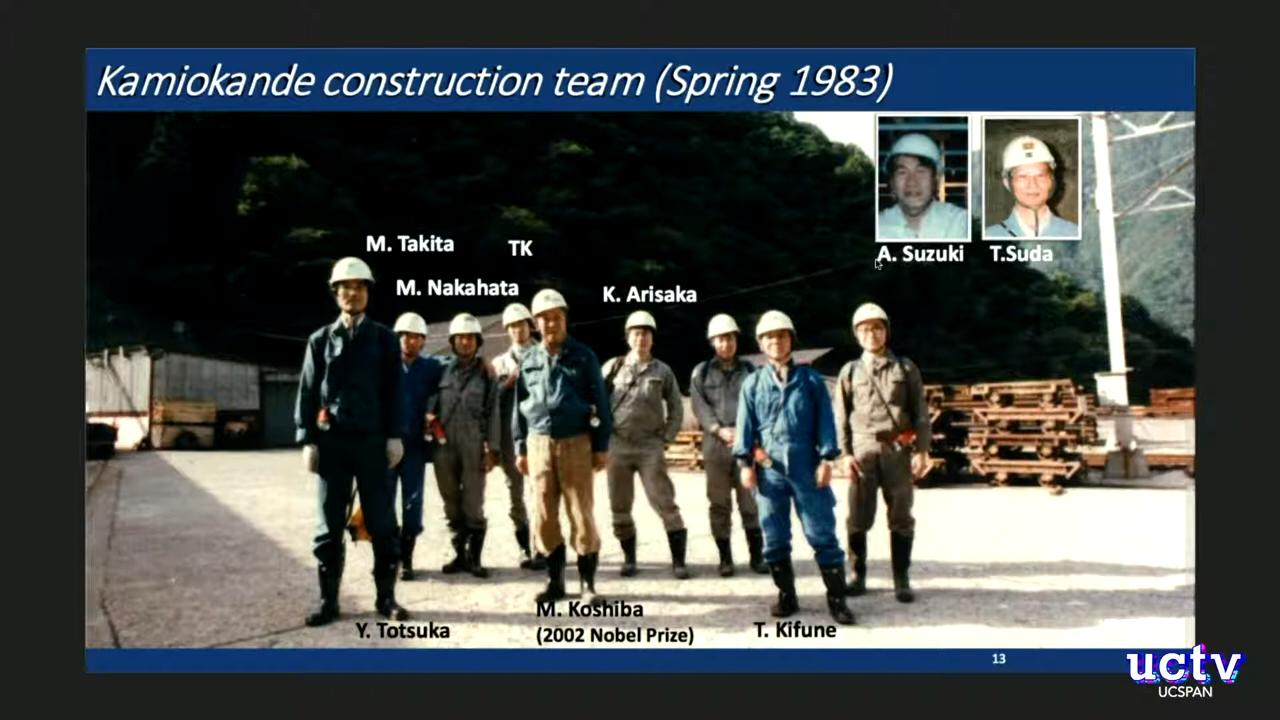 Kamiokande construction team (Spring 1983)
A. Suzuki
T.Suda
M. Takita
TK
M. Nakahata
K. Arisaka
M. Koshiba
(2002 Nobel Prize)
Y. Totsuka
T. Kifune
13
uctv
UCSPAN